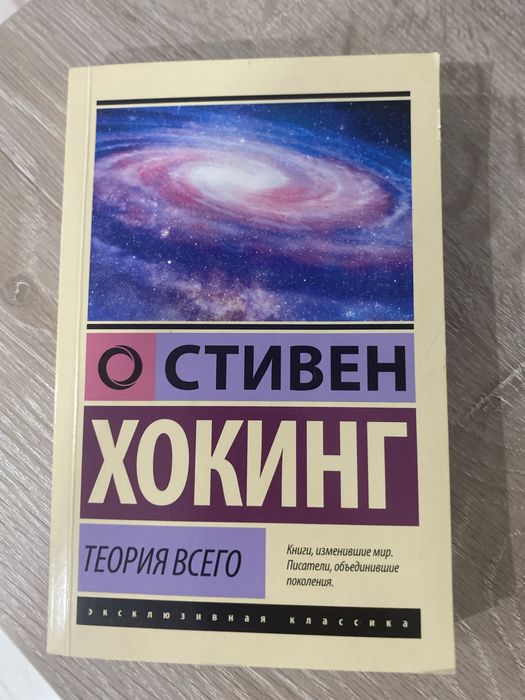 СТИВЕН
ХОКИНГ
ТЕОРИЯ ВСЕГО
Книги, изменившие мир.
Писатели, объединившие
поколения.
эксклюзивная классика